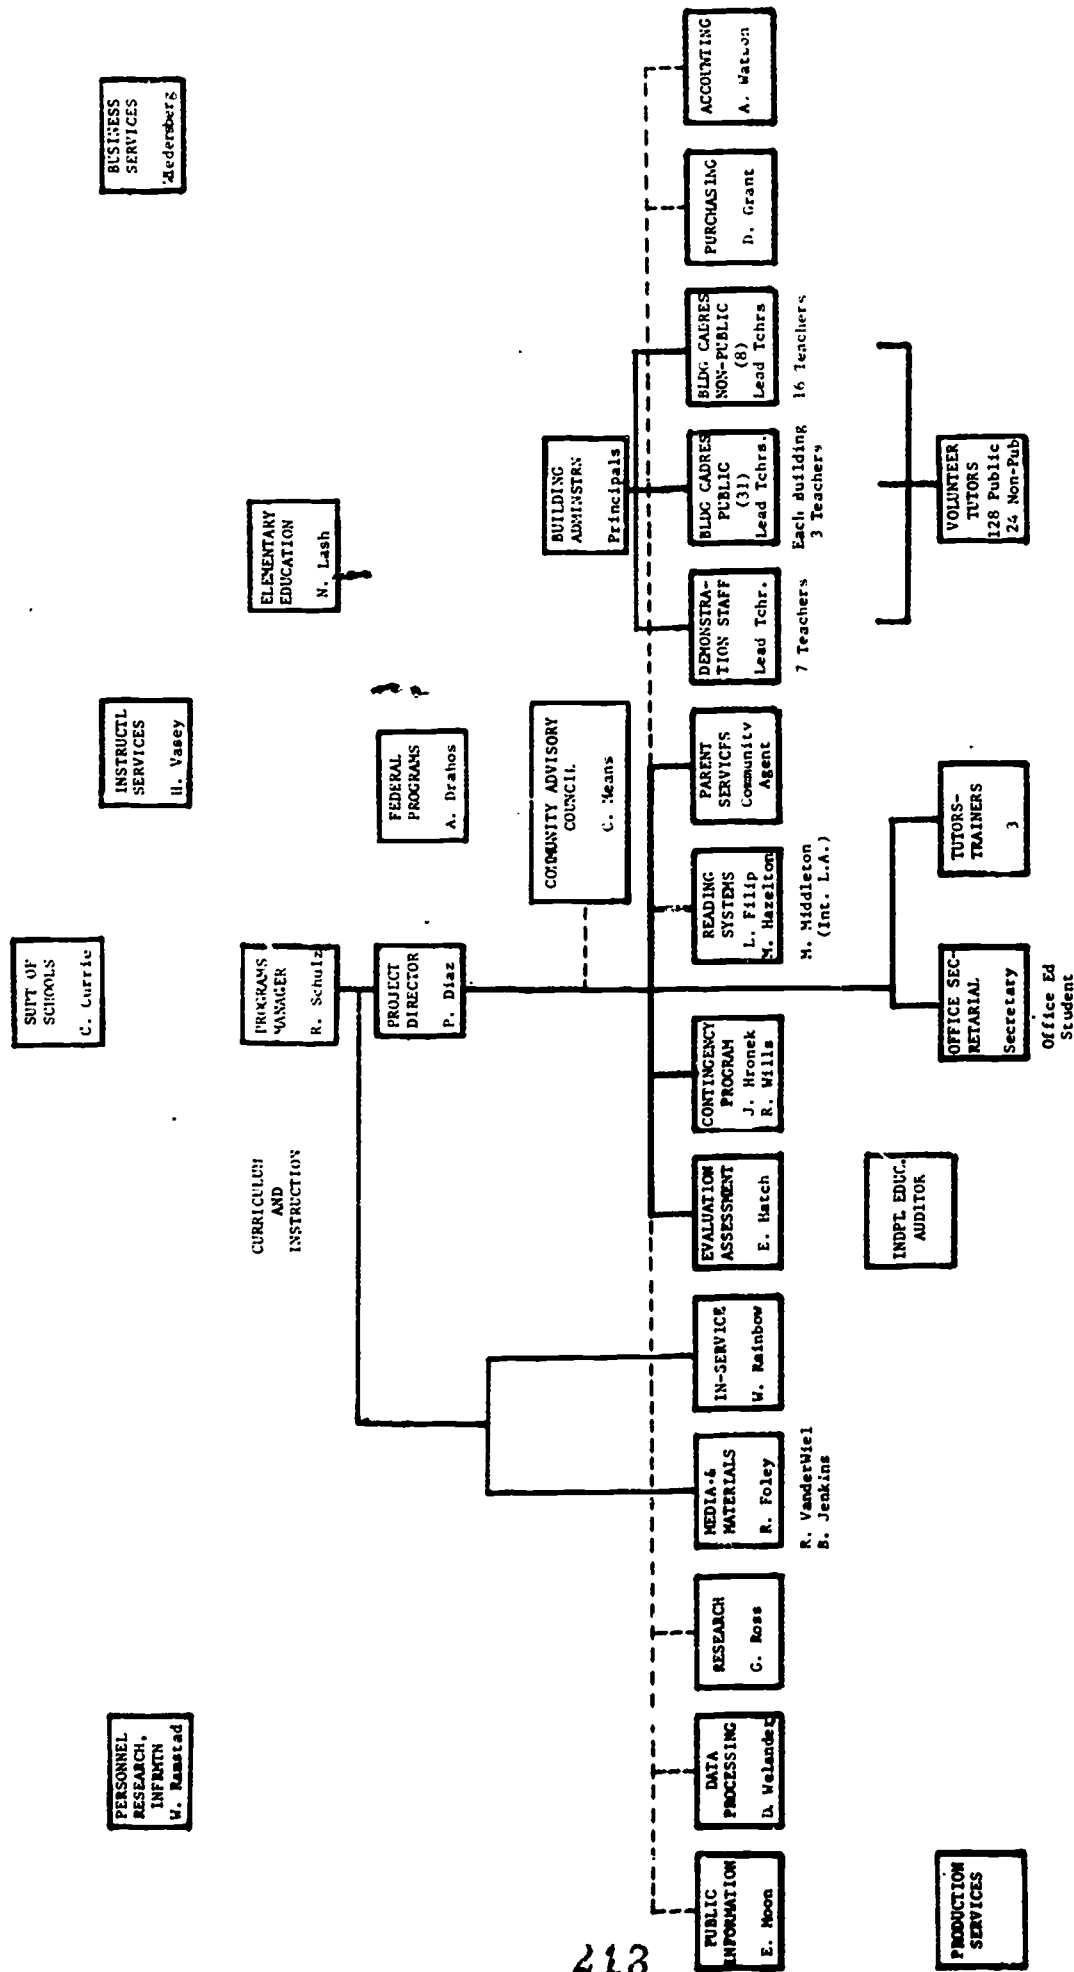 SUPT OF
SCHOOLS
C. Currie
PERSONNEL
RESEARCH,
INFRMTN
W. Ramstad
INSTRUCTL
SERVICES
H. Vasey
BUSINESS
SERVICES
CURRICULUM
AND
INSTRUCTION
PROGRAMS
MANAGER
R. Schulz
ELEMENTARY
EDUCATION
N. Lash
PROJECT
DIRECTOR
P. Diaz
FEDERAL
PROGRAMS
A. Drahos
COMMUNITY ADVISORY
COUNCIL
C. Means
BUILDING
ADMINSTRN
Principals
PUBLIC
INFORMATION
E. Moon
DATA
PROCESSING
D. Welander
RESEARCH
G. Ross
MEDIA & 
MATERIALS
R. Foley
R. VanderWiel
B. Jenkins
IN-SERVICE
W. Rainbow
EVALUATION
ASSESSMENT
E. Hatch
CONTINGENCY
PROGRAM
J. Hronek
R. Wills
READING
SYSTEMS
L. Filip
M. Hazelton
M. Middleton
(Int. L.A.)
PARENT
SERVICES
Community
Agent
DEMONSTRA-
TION STAFF
Lead Tchr.
7 Teachers
BLDG CADRES
PUBLIC
(31)
Lead Tchrs.
Each Building
3 Teachers
BLDG CADRES
NON-PUBLIC
(8)
Lead Tchrs
16 Teachers
PURCHASING
D. Grant
ACCOUNTING
A. Watson
INDPT. EDUC.
AUDITOR
PRODUCTION
SERVICES
OFFICE SEC-
RETARIAL
Secretary
Office Ed
Student
TUTORS-
TRAINERS
3
VOLUNTEER
TUTORS
128 Public
24 Non-Pub
218